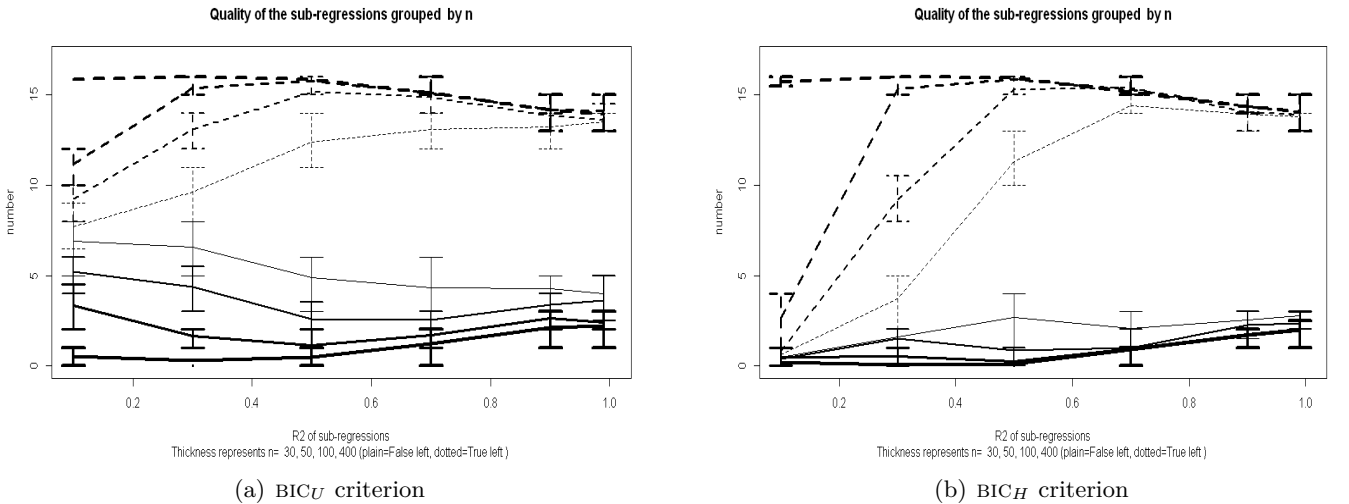 Quality of the sub-regressions grouped by n
number
0
5
10
15
0.2
0.4
0.6
0.8
1.0
R2 of sub-regressions
Thickness represents n= 30, 50, 100, 400 (plain=False left, dotted=True left )
(a) BICU criterion
Quality of the sub-regressions grouped by n
number
0
5
10
15
0.2
0.4
0.6
0.8
1.0
R2 of sub-regressions
Thickness represents n= 30, 50, 100, 400 (plain=False left, dotted=True left )
(b) BICH criterion